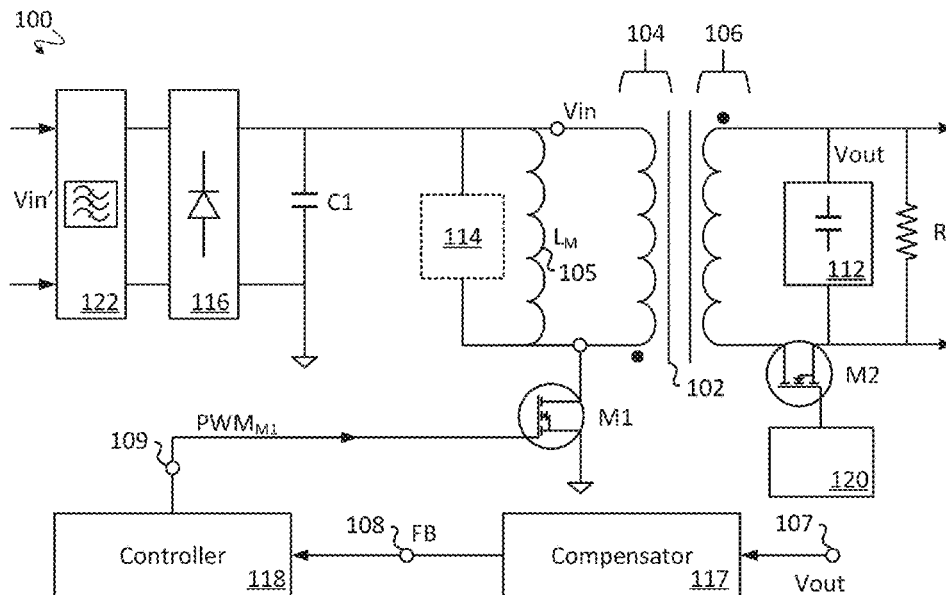 100
104
106
Vin
Vout
Vin'
C1
114
L_M
105
R
112
122
116
102
M2
M1
PWM_M1
109
120
108
FB
107
Controller
118
Compensator
117
Vout